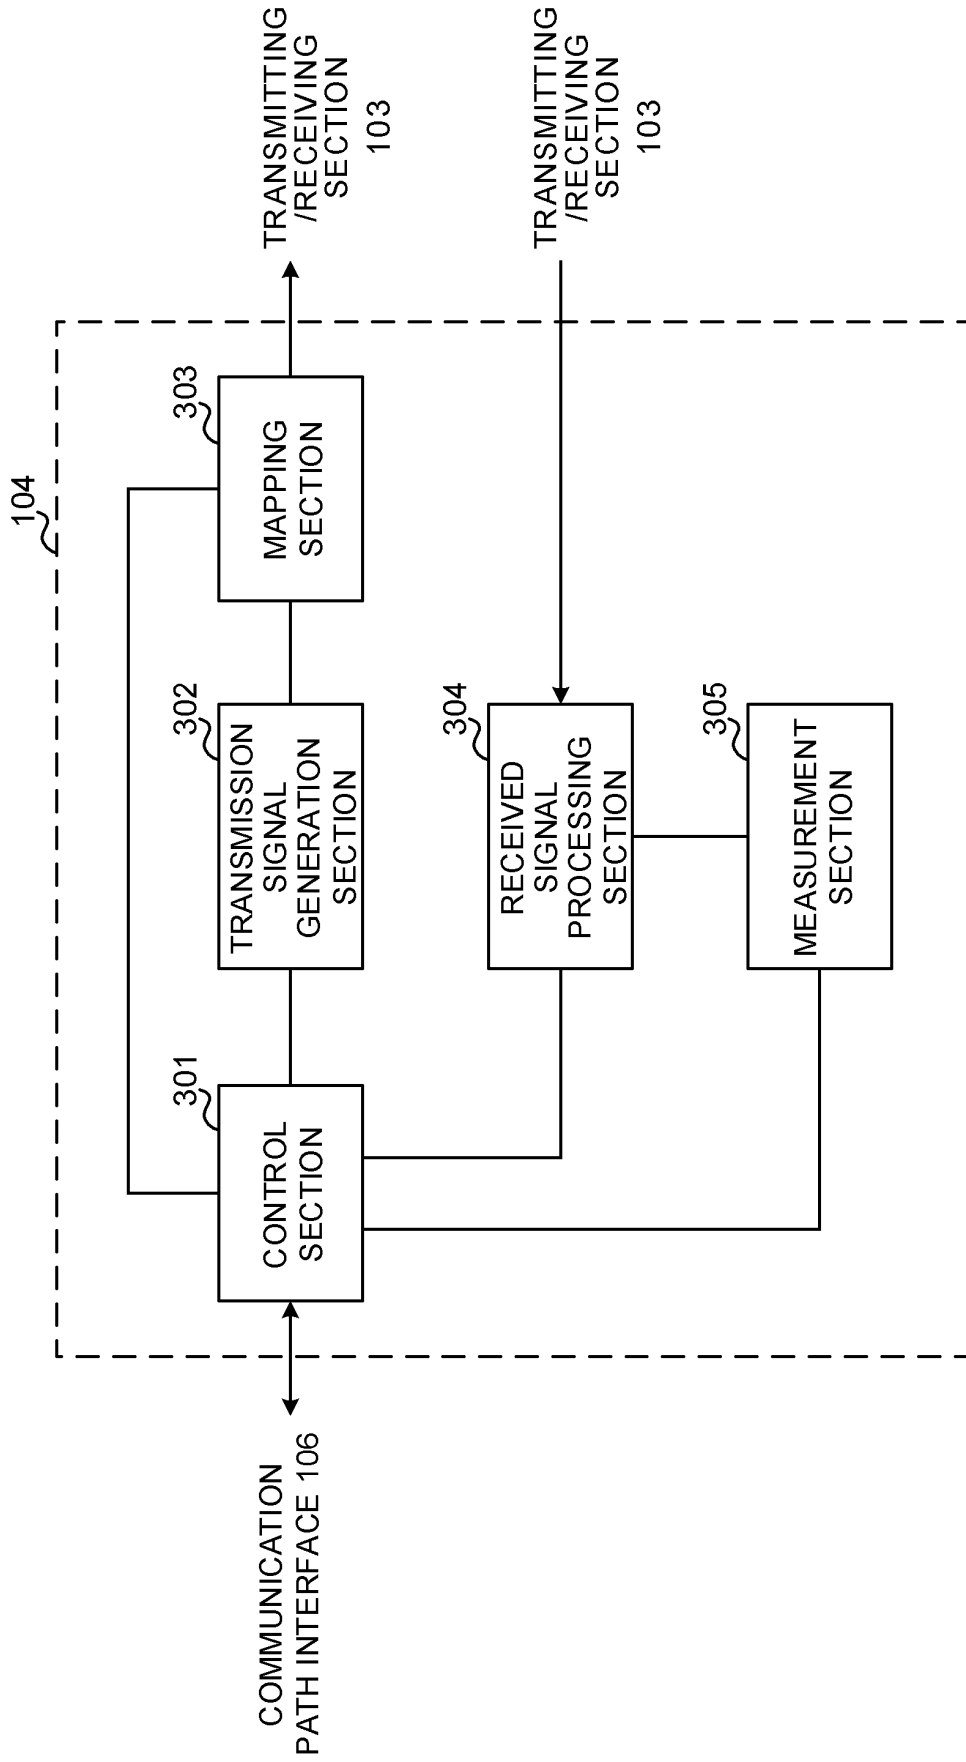 104
COMMUNICATION
PATH INTERFACE 106
301
CONTROL
SECTION
302
TRANSMISSION
SIGNAL
GENERATION
SECTION
303
MAPPING
SECTION
TRANSMITTING
/RECEIVING
SECTION
103
304
RECEIVED
SIGNAL
PROCESSING
SECTION
TRANSMITTING
/RECEIVING
SECTION
103
305
MEASUREMENT
SECTION